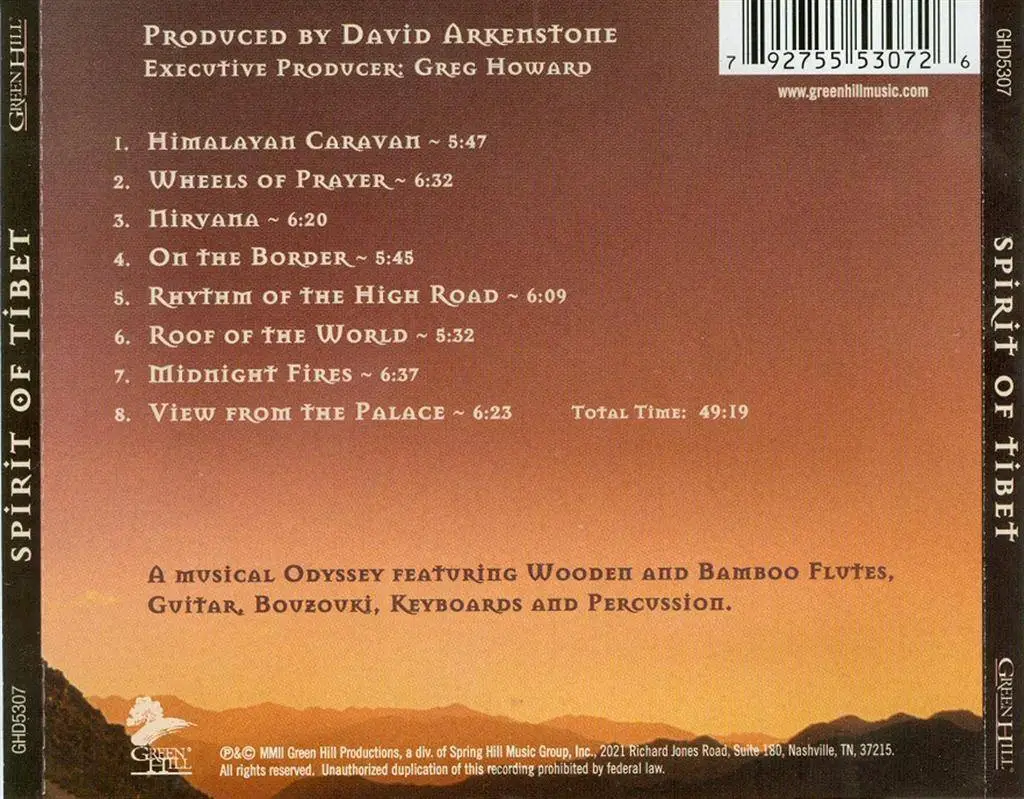 GREEN HILL
SPIRIT OF TIBET
GHD5307
PRODUCED BY DAVID ARKENSTONE
EXECUTIVE PRODUCER: GREG HOWARD
7 92755 53072 6
www.greenhillmusic.com
1. HIMALAYAN CARAVAN ~ 5:47
2. WHEELS OF PRAYER ~ 6:32
3. NIRVANA ~ 6:20
4. ON THE BORDER ~ 5:45
5. RHYTHM OF THE HIGH ROAD ~ 6:09
6. ROOF OF THE WORLD ~ 5:32
7. MIDNIGHT FIRES ~ 6:37
8. VIEW FROM THE PALACE ~ 6:23 TOTAL TIME: 49:19
A MUSICAL ODYSSEY FEATURING WOODEN AND BAMBOO FLUTES,
GUITAR, BOUZOUKI, KEYBOARDS AND PERCUSSION.
GREEN HILL
℗&© MMII Green Hill Productions, a div. of Spring Hill Music Group, Inc., 2021 Richard Jones Road, Suite 180, Nashville, TN, 37215.
All rights reserved. Unauthorized duplication of this recording prohibited by federal law.
GHD5307
SPIRIT OF TIBET
GREEN HILL